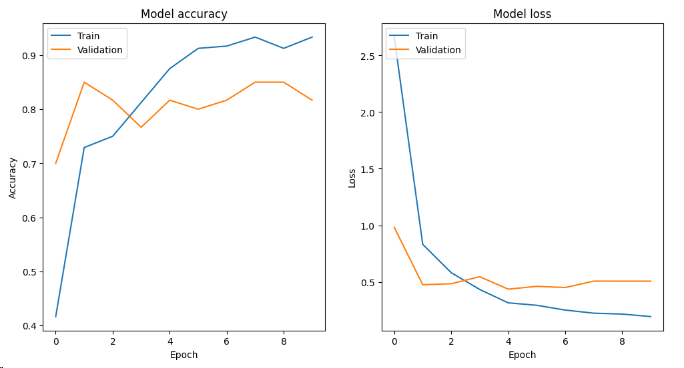 Model accuracy
Train
Validation
0.9
0.8
0.7
0.6
0.5
0.4
Accuracy
0 2 4 6 8
Epoch
Model loss
Train
Validation
2.5
2.0
1.5
1.0
0.5
Loss
0 2 4 6 8
Epoch